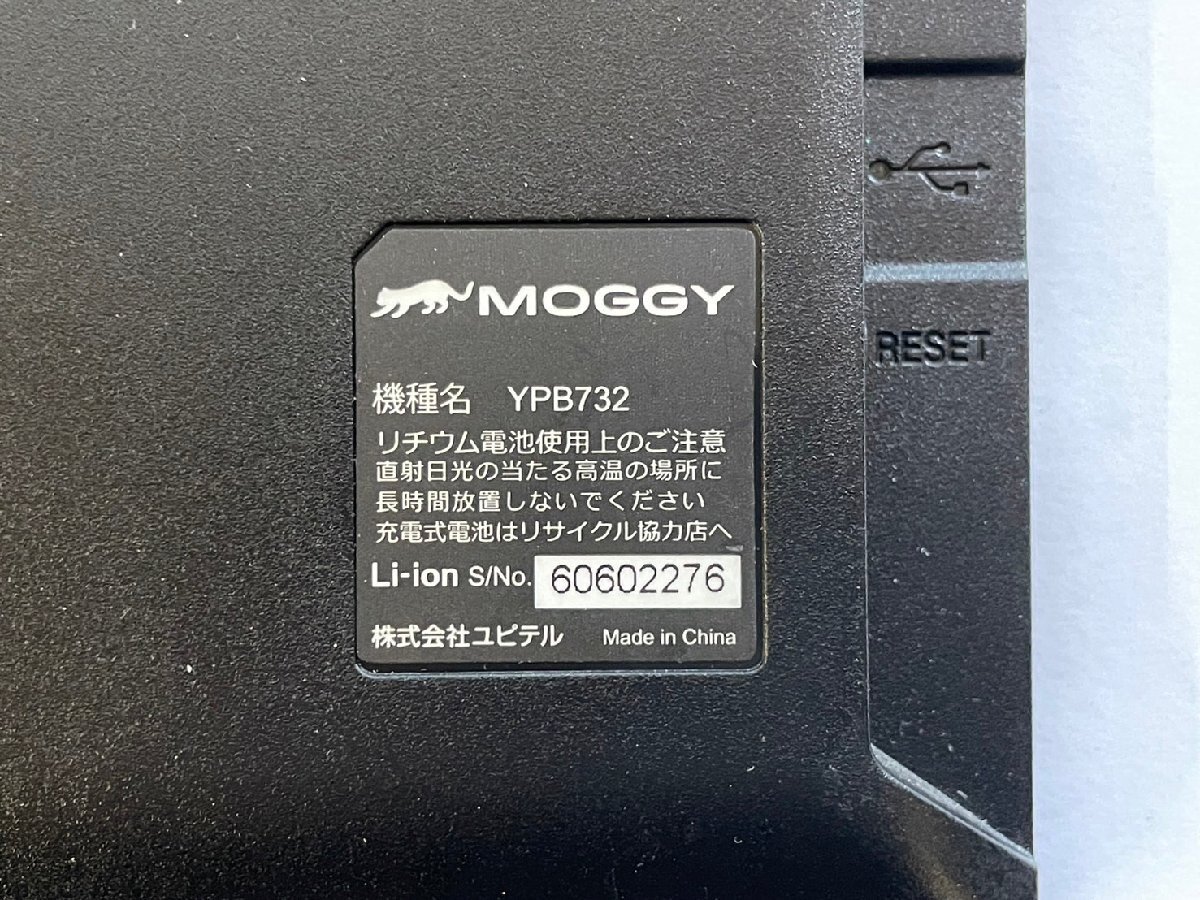 MOGGY
機種名 YPB732
リチウム電池使用上のご注意
直射日光の当たる高温の場所に
長時間放置しないでください
充電式電池はリサイクル協力店へ
Li-ion S/No. 60602276
株式会社ユピテル Made in China
RESET